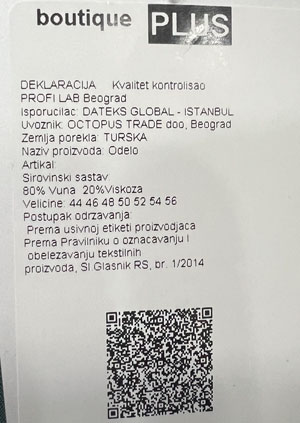 boutique PLUS
DEKLARACIJA Kvalitet kontrolisao
PROFI LAB Beograd
Isporucilac: DATEKS GLOBAL - ISTANBUL
Uvoznik: OCTOPUS TRADE doo, Beograd
Zemlja porekla: TURSKA
Naziv proizvoda: Odelo
Artikal:
Sirovinski sastav:
80% Vuna 20%Viskoza
Velicine: 44 46 48 50 52 54 56
Postupak odrzavanja:
Prema usivnoj etiketi proizvodjaca
Prema Pravilniku o oznacavanju I
obelezavanju tekstilnih
proizvoda, Sl Glasnik RS, br. 1/2014